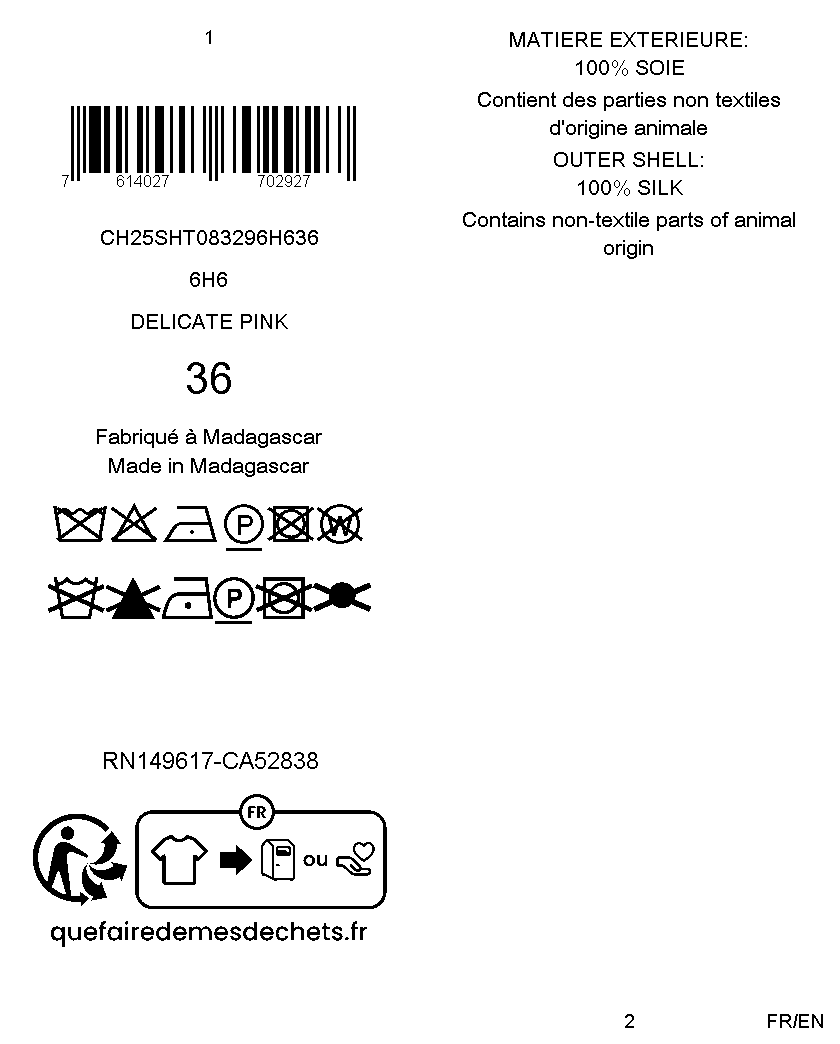 1
7 614027 702927
CH25SHT083296H636
6H6
DELICATE PINK
36
Fabriqué à Madagascar
Made in Madagascar
P W
P
RN149617-CA52838
FR
ou
quefairedemesdechets.fr
MATIERE EXTERIEURE:
100% SOIE
Contient des parties non textiles
d'origine animale
OUTER SHELL:
100% SILK
Contains non-textile parts of animal
origin
2
FR/EN